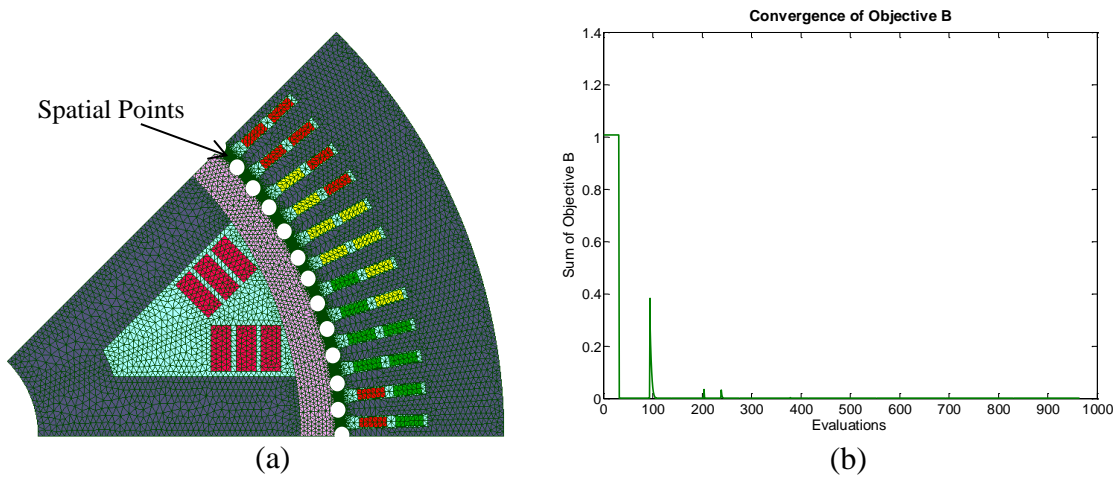 Spatial Points
(a)
Convergence of Objective B
Sum of Objective B
1.4
1.2
1
0.8
0.6
0.4
0.2
0
0 100 200 300 400 500 600 700 800 900 1000
Evaluations
(b)